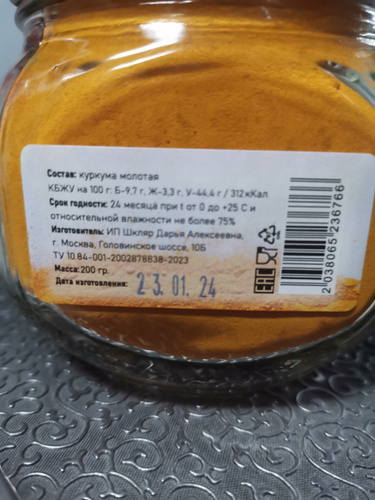 Состав: куркума молотая
КБЖУ на 100 г: Б-9,7 г, Ж-3,3 г, У-44,4 г / 312 кКал
Срок годности: 24 месяца при t от 0 до +25 С и
относительной влажности не более 75%
Изготовитель: ИП Шкляр Дарья Алексеевна,
г. Москва, Головинское шоссе, 10Б
ТУ 10.84-001-2002878838-2023
Масса: 200 гр.
Дата изготовления: 23.01.24
EAC
2038065236766